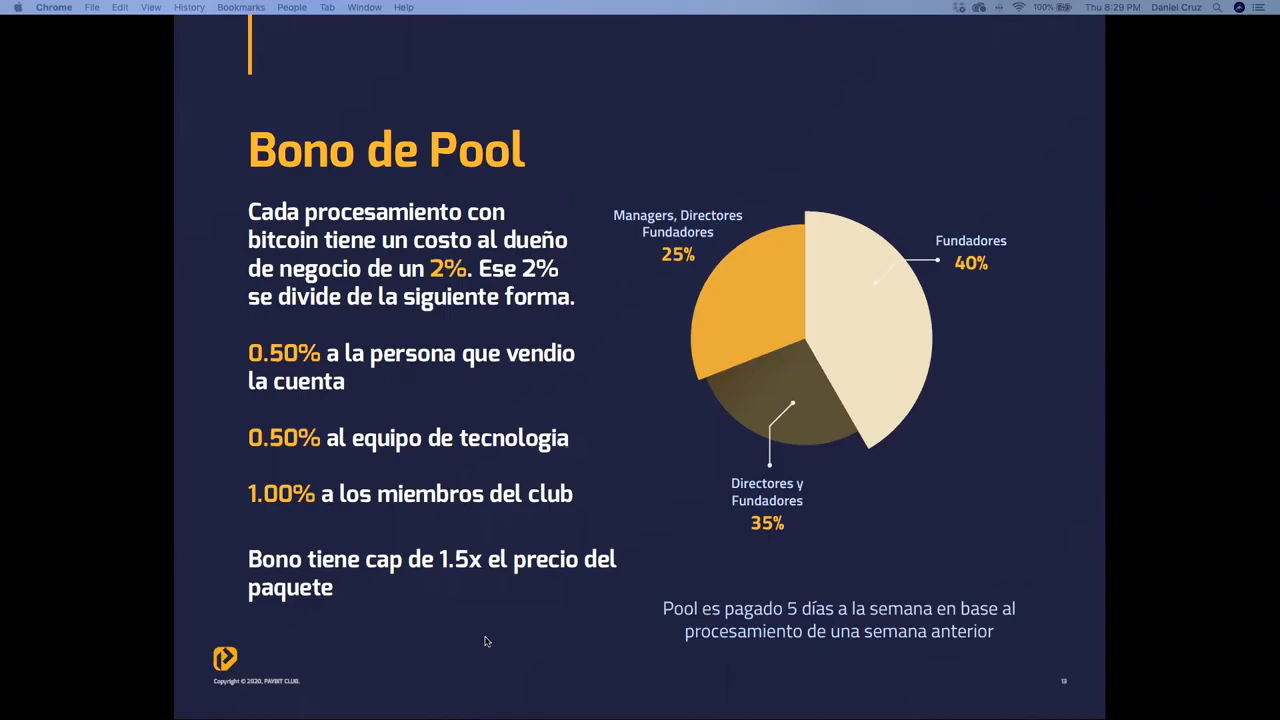 Chrome File Edit View History Bookmarks People Tab Window Help 100% Thu 8:29 PM Daniel Cruz
Bono de Pool
Cada procesamiento con
bitcoin tiene un costo al dueño
de negocio de un 2%. Ese 2%
se divide de la siguiente forma.
0.50% a la persona que vendio
la cuenta
0.50% al equipo de tecnologia
1.00% a los miembros del club
Bono tiene cap de 1.5x el precio del
paquete
Managers, Directores
Fundadores
25%
Fundadores
40%
Directores y
Fundadores
35%
Pool es pagado 5 días a la semana en base al
procesamiento de una semana anterior
Copyright © 2020, PAYBIT CLUB.
13